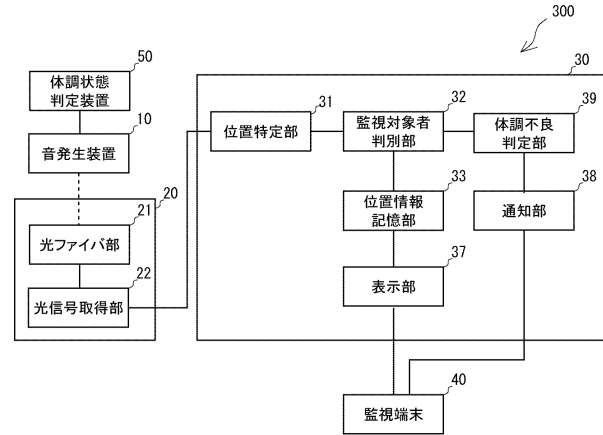 300
50
体調状態
判定装置
10
音発生装置
20
21
光ファイバ部
22
光信号取得部
30
31
位置特定部
32
監視対象者
判別部
39
体調不良
判定部
33
位置情報
記憶部
38
通知部
37
表示部
40
監視端末